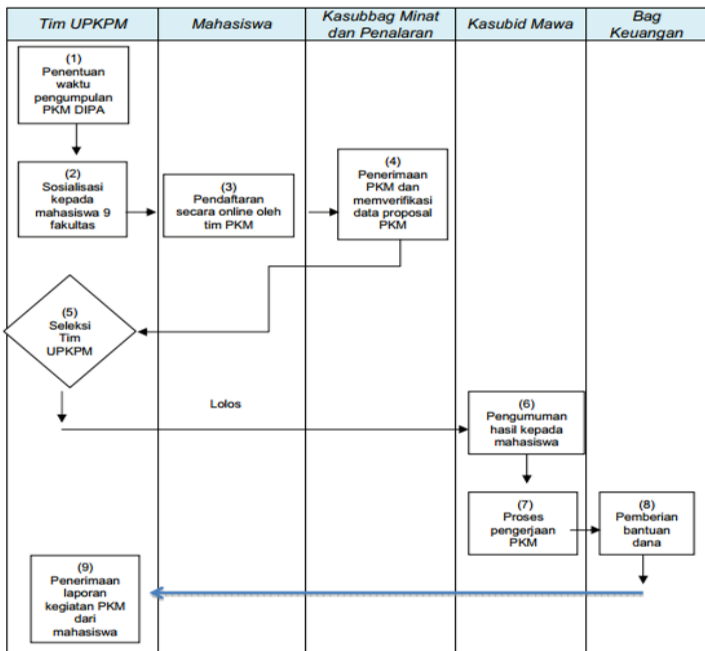 Tim UPKPM
Mahasiswa
Kasubbag Minat
dan Penalaran
Kasubid Mawa
Bag
Keuangan
(1)
Penentuan
waktu
pengumpulan
PKM DIPA
(2)
Sosialisasi
kepada
mahasiswa 9
fakultas
(3)
Pendaftaran
secara online oleh
tim PKM
(4)
Penerimaan
PKM dan
memverifikasi
data proposal
PKM
(5)
Seleksi
Tim
UPKPM
Lolos
(6)
Pengumuman
hasil kepada
mahasiswa
(7)
Proses
pengerjaan
PKM
(8)
Pemberian
bantuan
dana
(9)
Penerimaan
laporan
kegiatan PKM
dari
mahasiswa